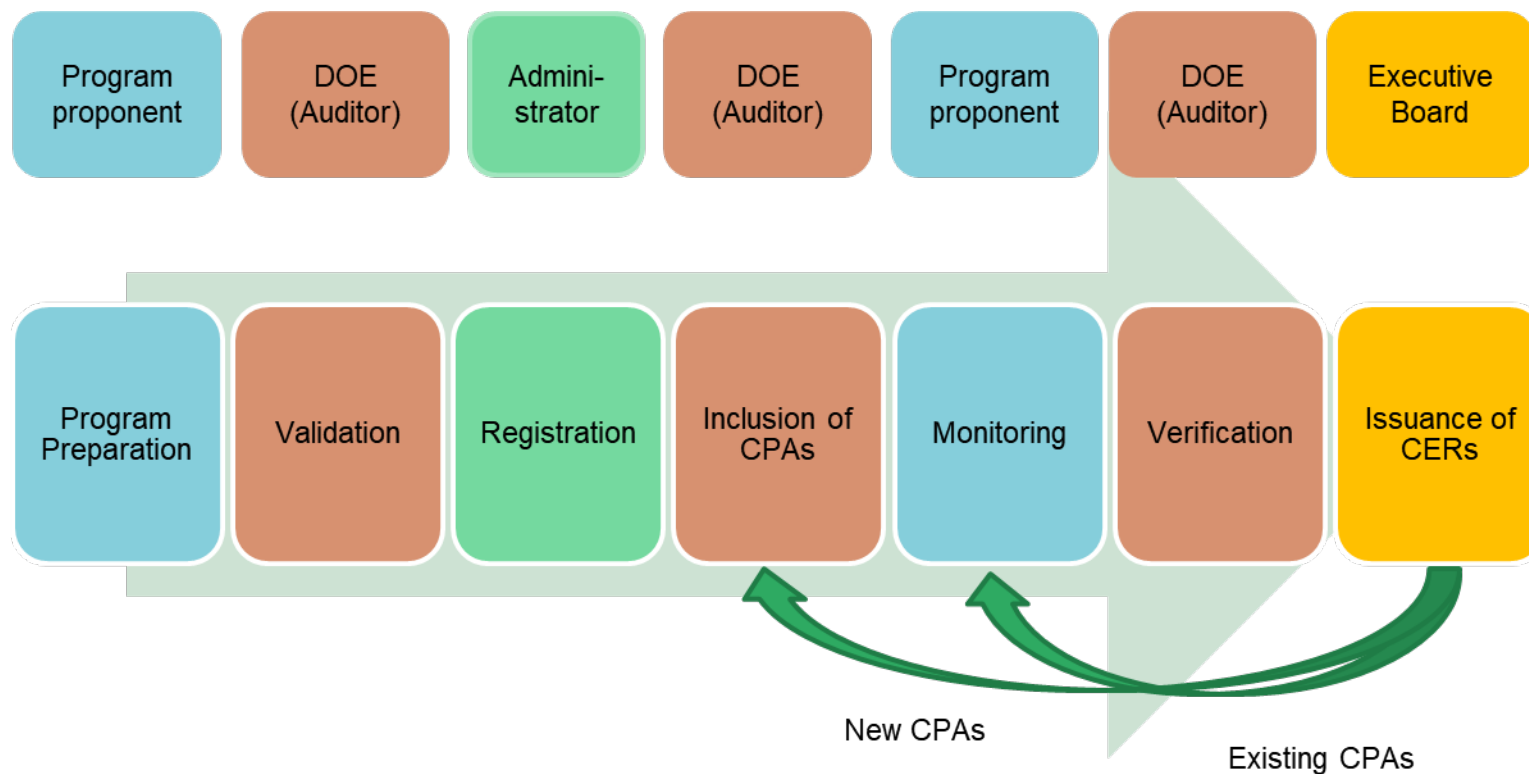 Program
proponent
DOE
(Auditor)
Admini-
strator
DOE
(Auditor)
Program
proponent
DOE
(Auditor)
Executive
Board
Program
Preparation
Validation
Registration
Inclusion of
CPAs
Monitoring
Verification
Issuance of
CERs
New CPAs
Existing CPAs